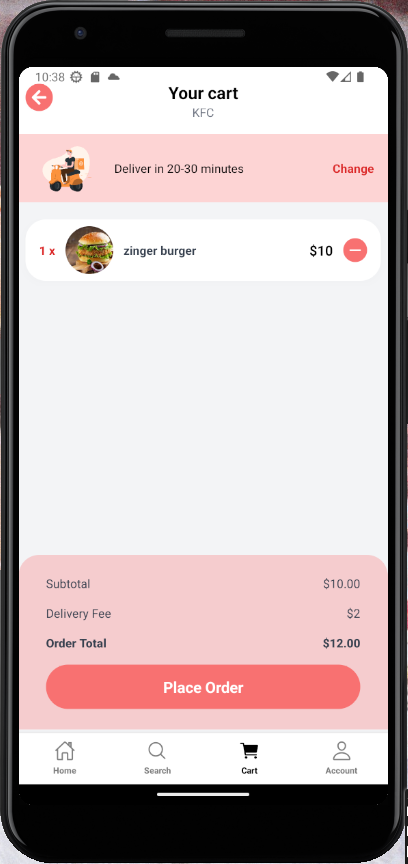 10:38
Your cart
KFC
Deliver in 20-30 minutes Change
1 x zinger burger $10
Subtotal $10.00
Delivery Fee $2
Order Total $12.00
Place Order
Home Search Cart Account